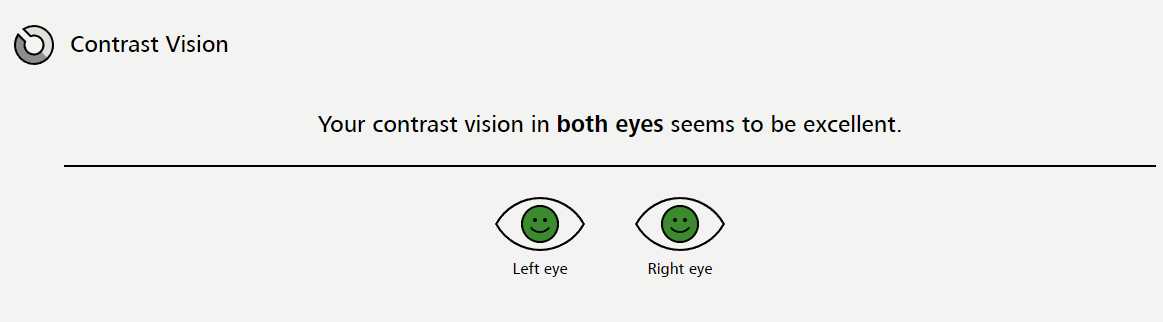 Contrast Vision
Your contrast vision in both eyes seems to be excellent.
Left eye
Right eye